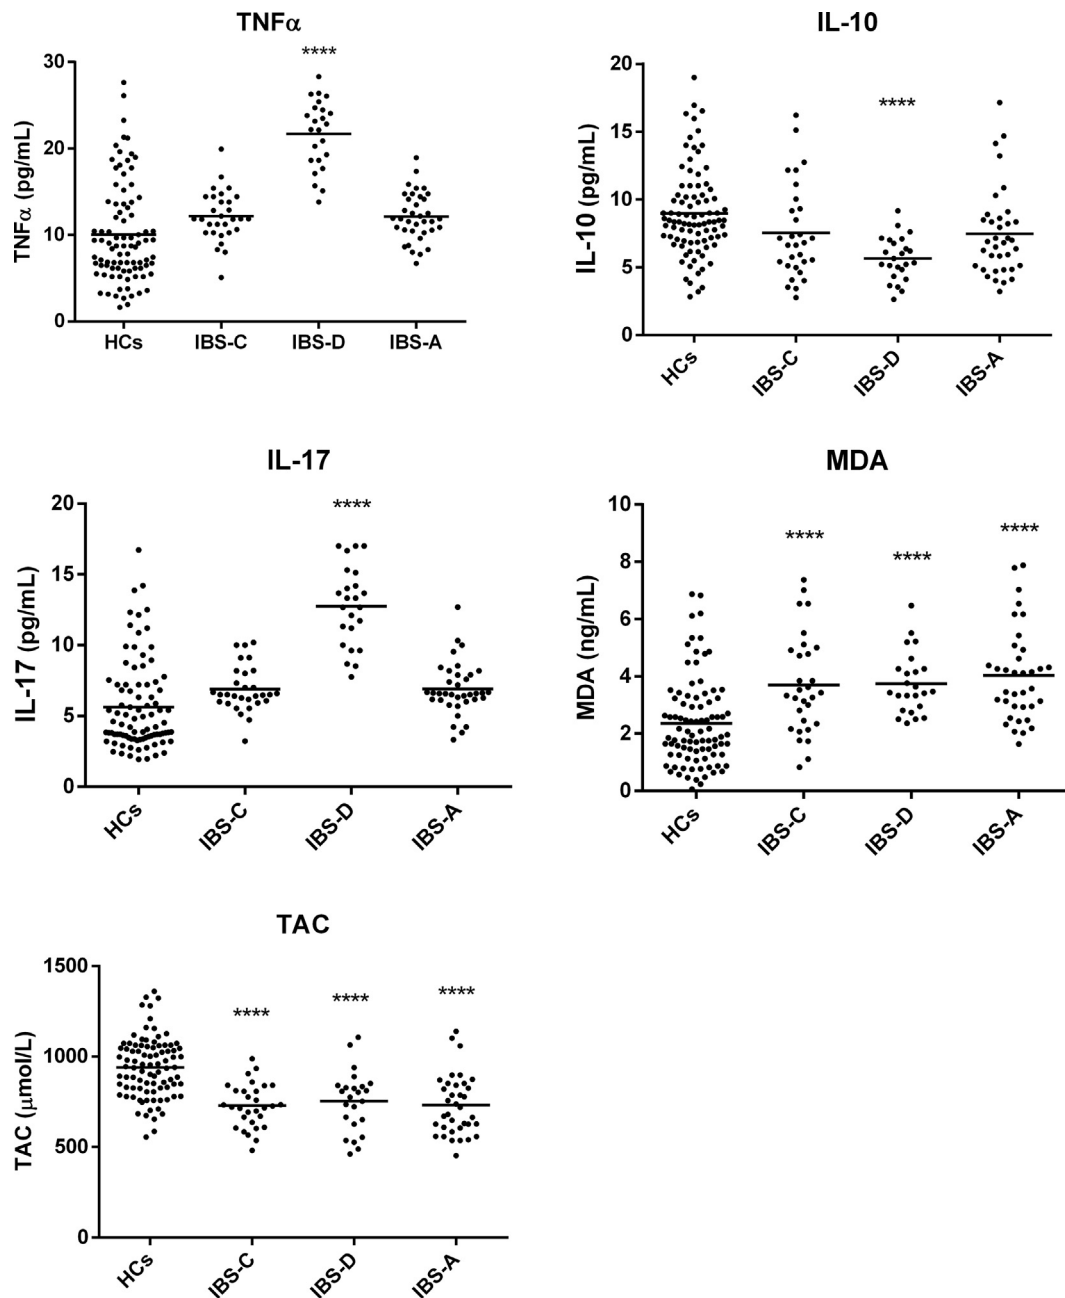 TNFα
****
30
20
10
0
TNFα (pg/mL)
HCs IBS-C IBS-D IBS-A
IL-10
****
20
15
10
5
0
IL-10 (pg/mL)
HCs IBS-C IBS-D IBS-A
IL-17
****
20
15
10
5
0
IL-17 (pg/mL)
HCs IBS-C IBS-D IBS-A
MDA
**** **** ****
10
8
6
4
2
0
MDA (ng/mL)
HCs IBS-C IBS-D IBS-A
TAC
**** **** ****
1500
1000
500
0
TAC (μmol/L)
HCs IBS-C IBS-D IBS-A